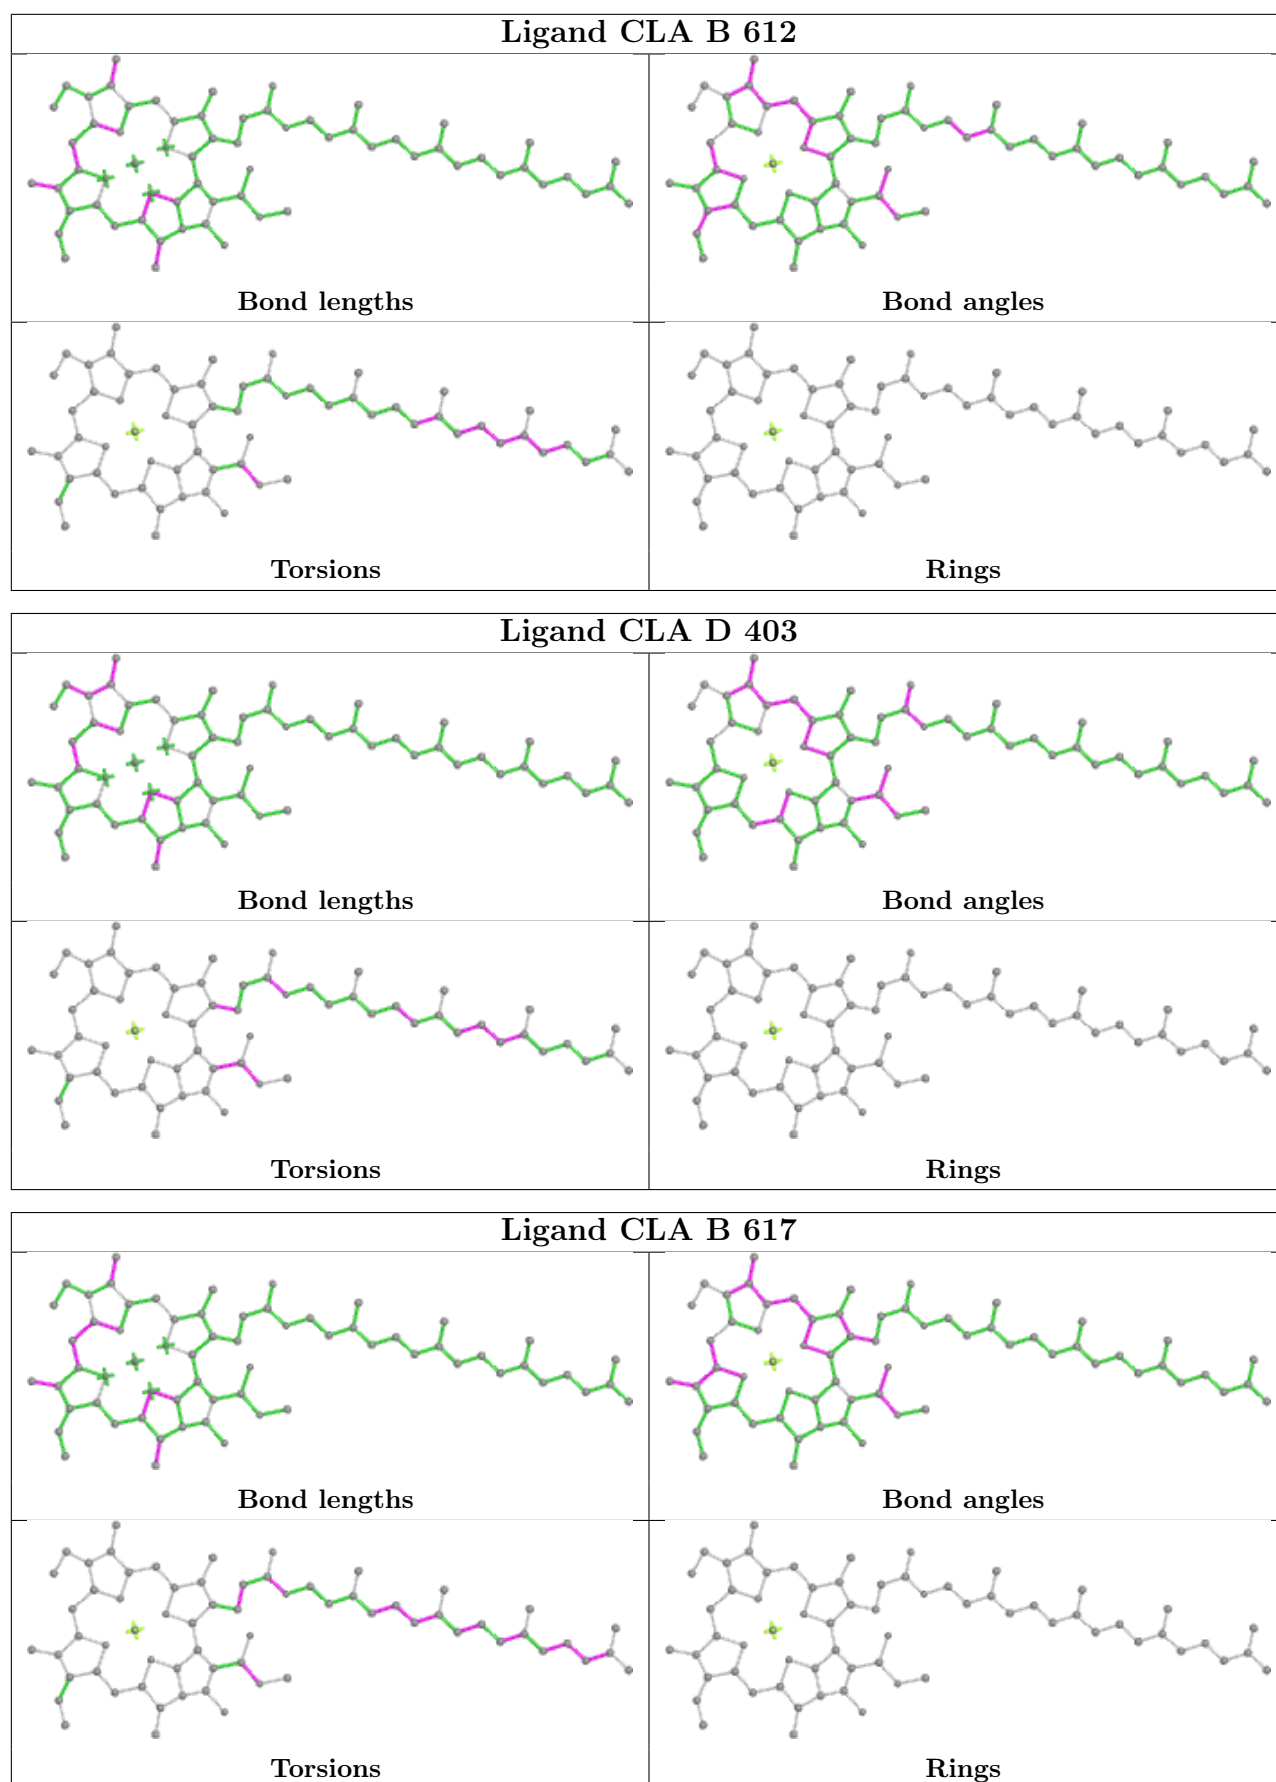 Ligand CLA B 612
Bond lengths
Bond angles
Torsions
Rings
Ligand CLA D 403
Bond lengths
Bond angles
Torsions
Rings
Ligand CLA B 617
Bond lengths
Bond angles
Torsions
Rings